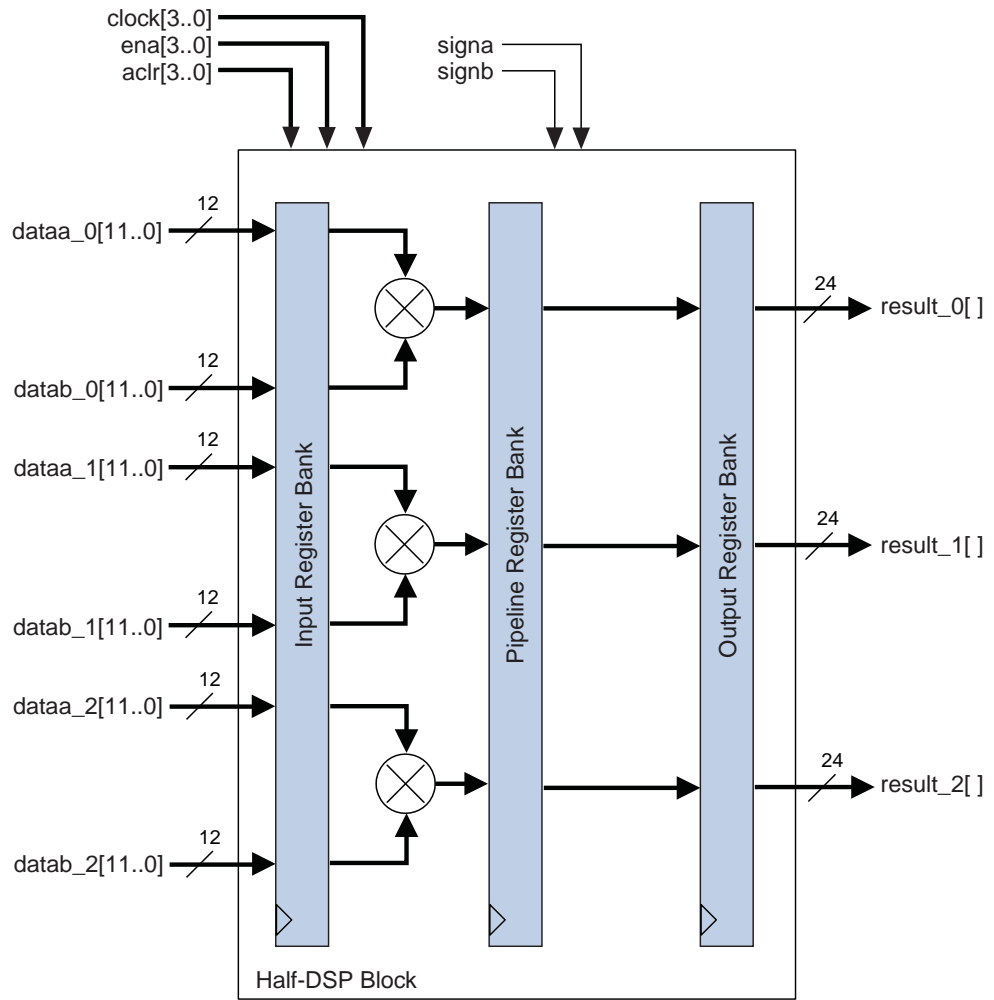 clock[3..0]
ena[3..0]
aclr[3..0]
signa
signb
12
dataa_0[11..0]
24
result_0[ ]
12
datab_0[11..0]
12
dataa_1[11..0]
Input Register Bank
Pipeline Register Bank
Output Register Bank
24
result_1[ ]
12
datab_1[11..0]
12
dataa_2[11..0]
24
result_2[ ]
12
datab_2[11..0]
Half-DSP Block